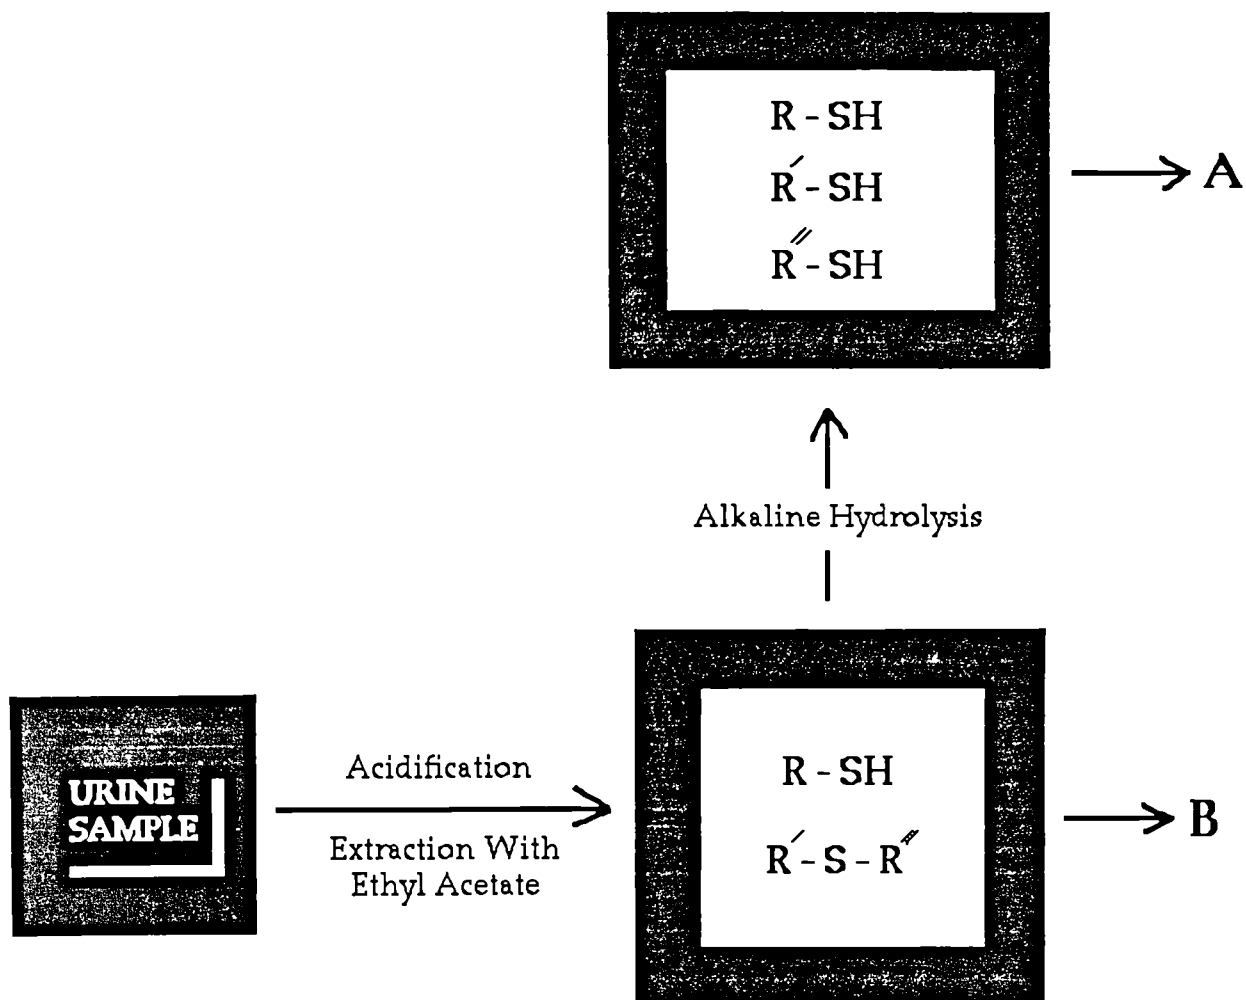 R - SH
R′ - SH
R″ - SH
A
Alkaline Hydrolysis
URINE
SAMPLE
Acidification
Extraction With
Ethyl Acetate
R - SH
R′ - S - R″
B